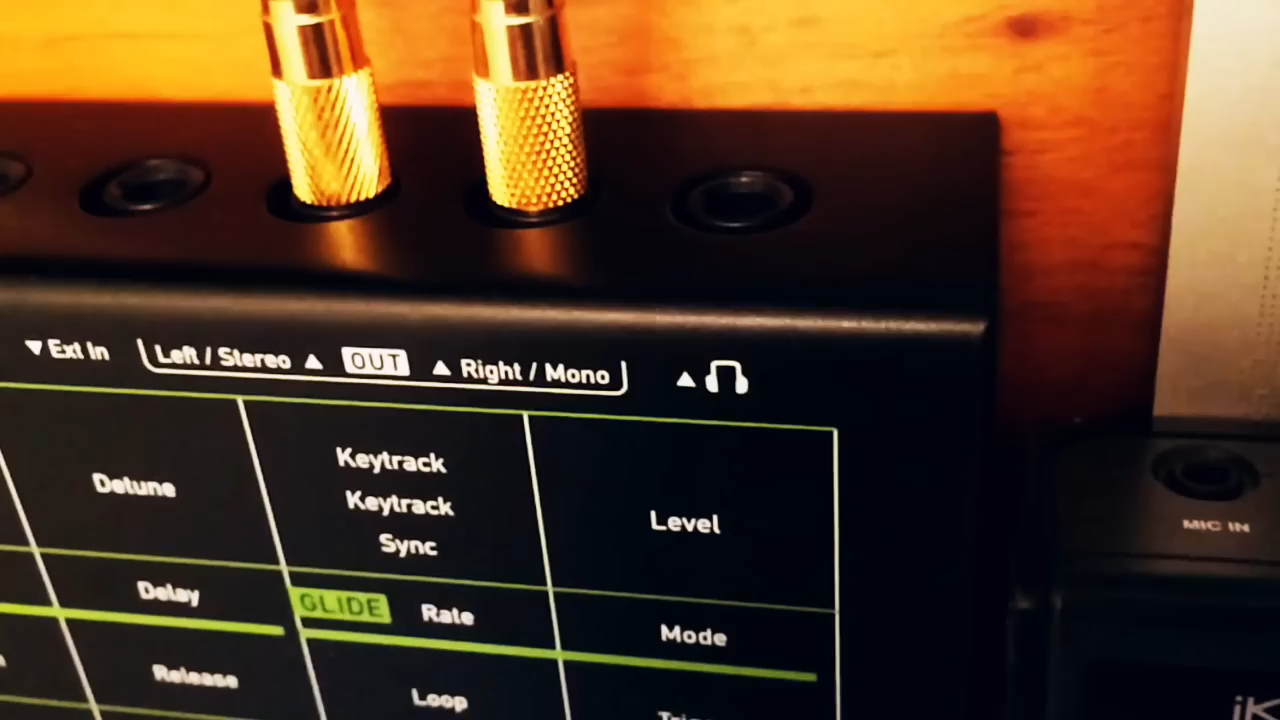 ▼Ext In Left / Stereo ▲ OUT ▲ Right / Mono ▲
Detune
Keytrack
Keytrack
Sync
Level
MIC IN
Delay
GLIDE Rate
Mode
Release
Loop